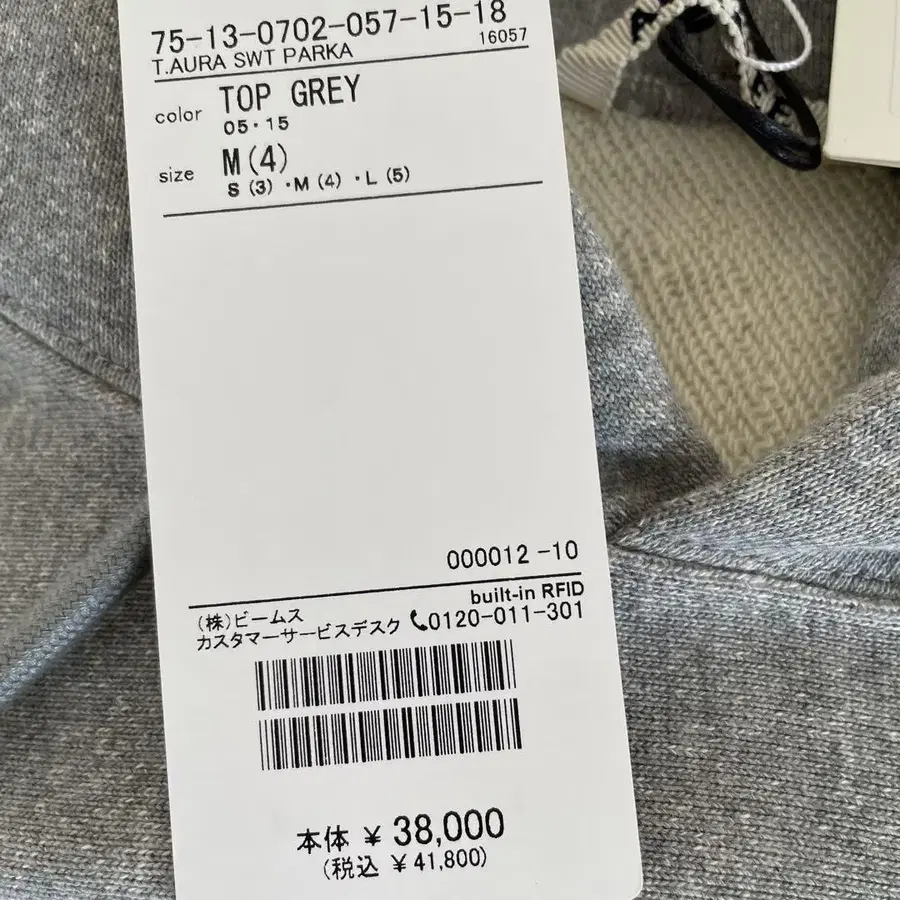 75-13-0702-057-15-18
T.AURA SWT PARKA 16057
color TOP GREY
05・15
size M(4)
S(3)・M(4)・L(5)
000012-10
built-in RFID
(株)ビームス
カスタマーサービスデスク 0120-011-301
本体 ¥38,000
(税込 ¥41,800)